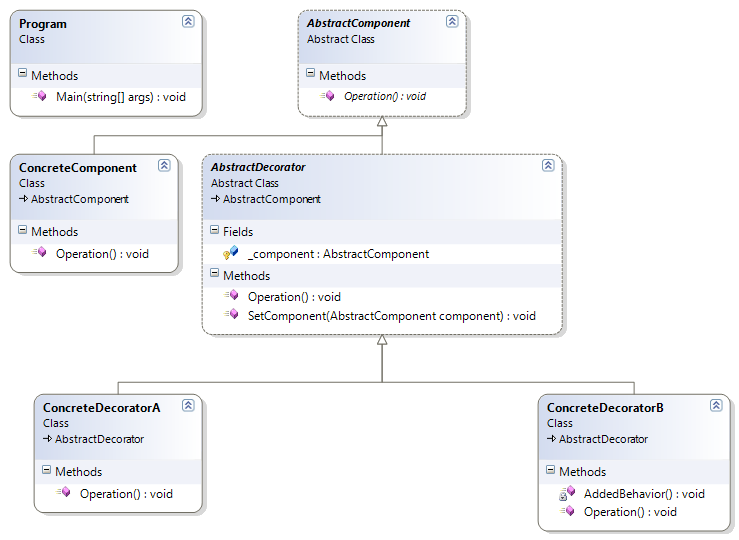 Program
Class
Methods
Main(string[] args) : void
AbstractComponent
Abstract Class
Methods
Operation() : void
ConcreteComponent
Class
AbstractComponent
Methods
Operation() : void
AbstractDecorator
Abstract Class
AbstractComponent
Fields
_component : AbstractComponent
Methods
Operation() : void
SetComponent(AbstractComponent component) : void
ConcreteDecoratorA
Class
AbstractDecorator
Methods
Operation() : void
ConcreteDecoratorB
Class
AbstractDecorator
Methods
AddedBehavior() : void
Operation() : void